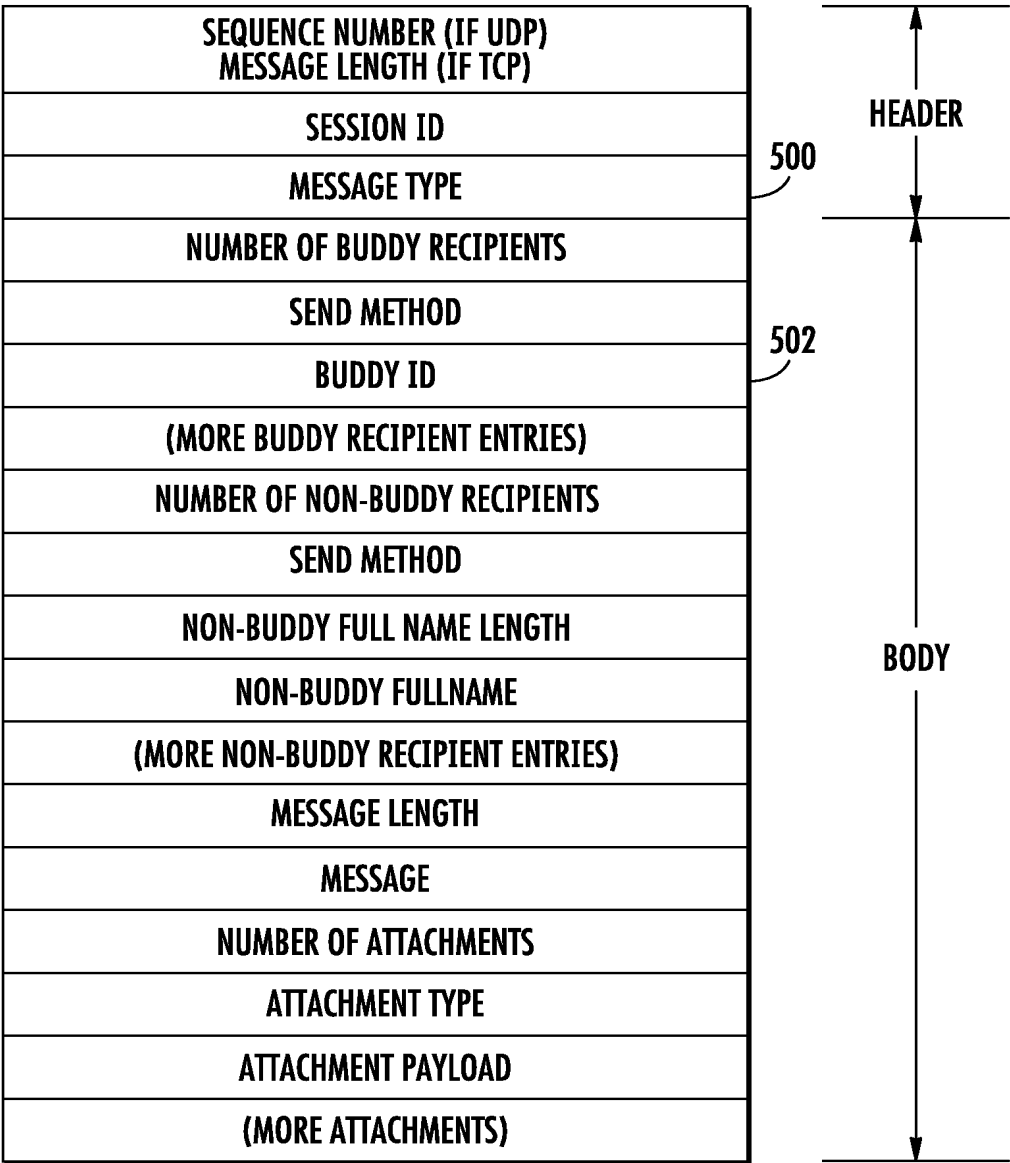 SEQUENCE NUMBER (IF UDP)
MESSAGE LENGTH (IF TCP)
SESSION ID
MESSAGE TYPE
500
HEADER
NUMBER OF BUDDY RECIPIENTS
SEND METHOD
BUDDY ID
502
(MORE BUDDY RECIPIENT ENTRIES)
NUMBER OF NON-BUDDY RECIPIENTS
SEND METHOD
NON-BUDDY FULL NAME LENGTH
NON-BUDDY FULLNAME
(MORE NON-BUDDY RECIPIENT ENTRIES)
MESSAGE LENGTH
MESSAGE
NUMBER OF ATTACHMENTS
ATTACHMENT TYPE
ATTACHMENT PAYLOAD
(MORE ATTACHMENTS)
BODY